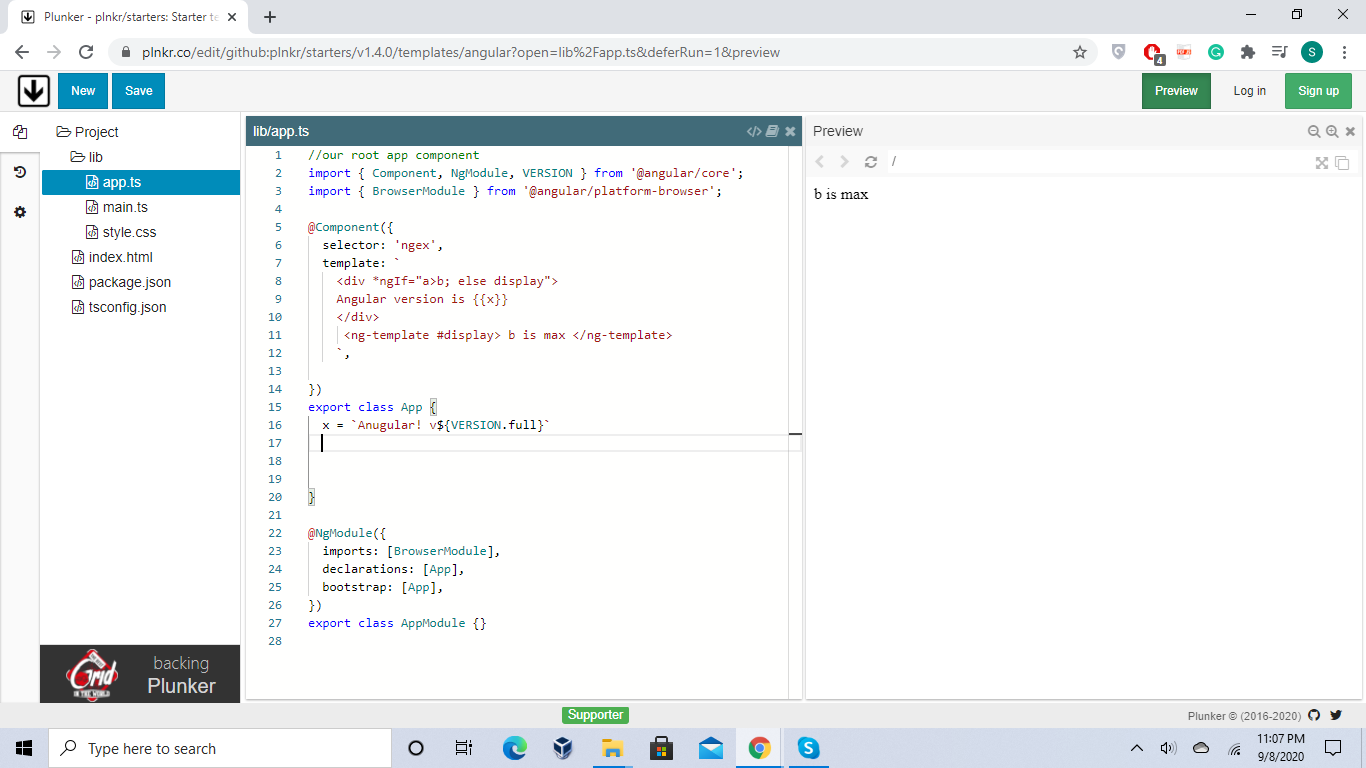 Plunker - plnkr/starters: Starter te
plnkr.co/edit/github:plnkr/starters/v1.4.0/templates/angular?open=lib%2Fapp.ts&deferRun=1&preview
4
S
New
Save
Preview
Log in
Sign up
Project
lib
app.ts
main.ts
style.css
index.html
package.json
tsconfig.json
lib/app.ts
1 //our root app component
2 import { Component, NgModule, VERSION } from '@angular/core';
3 import { BrowserModule } from '@angular/platform-browser';
4
5 @Component({
6 selector: 'ngex',
7 template: `
8 <div *ngIf="a>b; else display">
9 Angular version is {{x}}
10 </div>
11 <ng-template #display> b is max </ng-template>
12 `,
13
14 })
15 export class App {
16 x = `Anugular! v${VERSION.full}`
17
18
19
20 }
21
22 @NgModule({
23 imports: [BrowserModule],
24 declarations: [App],
25 bootstrap: [App],
26 })
27 export class AppModule {}
28
Preview
/
b is max
Grid
IN THE WORLD
backing
Plunker
Supporter
Plunker © (2016-2020)
Type here to search
11:07 PM
9/8/2020